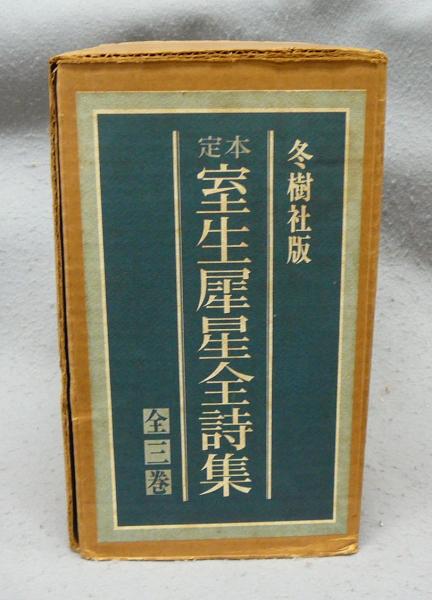 冬樹社版
定本
室生犀星全詩集
全三巻